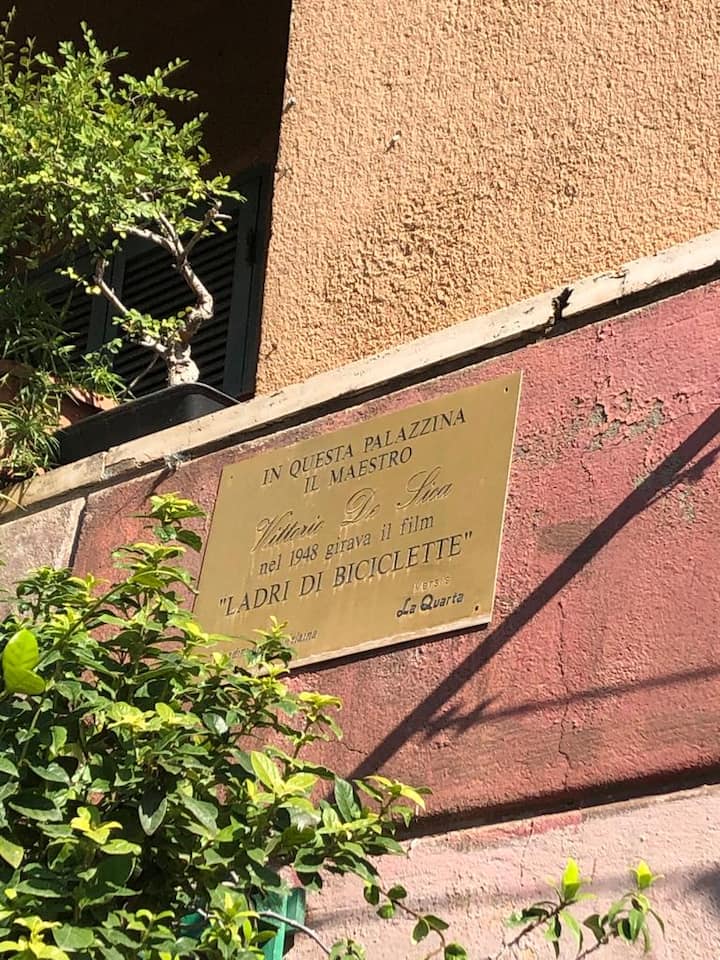 IN QUESTA PALAZZINA
IL MAESTRO
Vittorio De Sica
nel 1948 girava il film
"LADRI DI BICICLETTE"
La Quarta